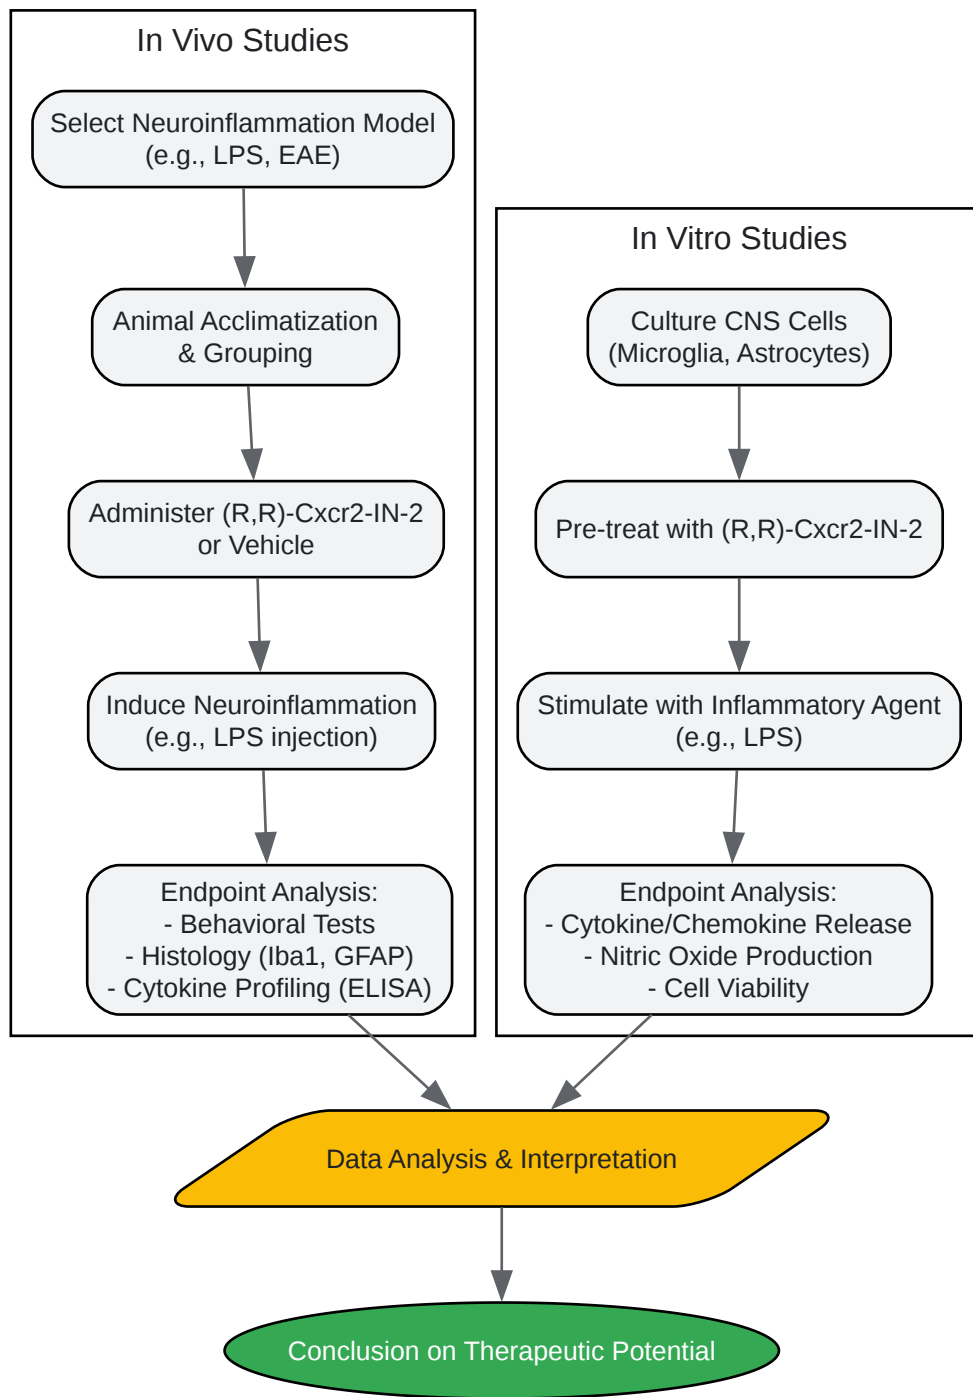 In Vivo Studies
Select Neuroinflammation Model
(e.g., LPS, EAE)
Animal Acclimatization
& Grouping
Administer (R,R)-Cxcr2-IN-2
or Vehicle
Induce Neuroinflammation
(e.g., LPS injection)
Endpoint Analysis:
- Behavioral Tests
- Histology (Iba1, GFAP)
- Cytokine Profiling (ELISA)
In Vitro Studies
Culture CNS Cells
(Microglia, Astrocytes)
Pre-treat with (R,R)-Cxcr2-IN-2
Stimulate with Inflammatory Agent
(e.g., LPS)
Endpoint Analysis:
- Cytokine/Chemokine Release
- Nitric Oxide Production
- Cell Viability
Data Analysis & Interpretation
Conclusion on Therapeutic Potential